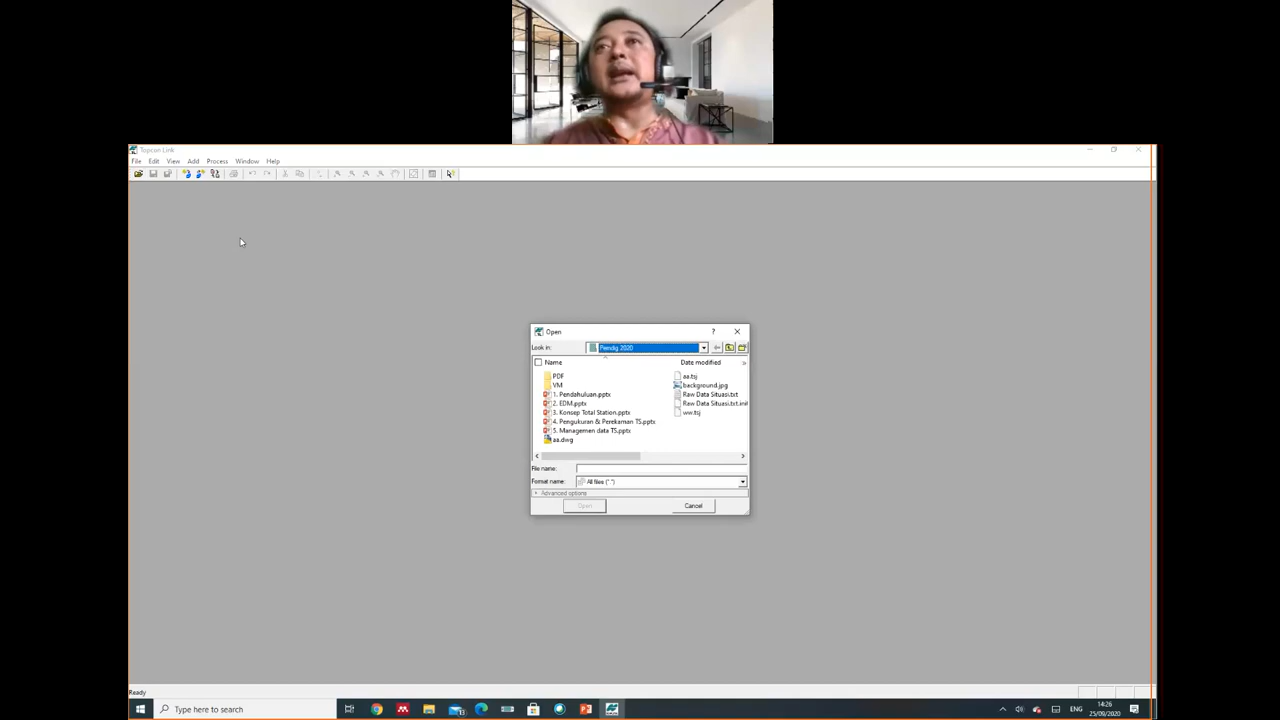 Topcon Link
File Edit View Add Process Window Help
Open
Look in: Pemdig 2020
Name Date modified
PDF
VM
1. Pendahuluan.pptx
2. EDM.pptx
3. Konsep Total Station.pptx
4. Pengukuran & Perekaman TS.pptx
5. Managemen data TS.pptx
aa.dwg
aa.tsj
background.jpg
Raw Data Situasi.txt
Raw Data Situasi.txt.init
ww.tsj
File name:
Format name: All files (*.*)
Advanced options
Open Cancel
Ready
Type here to search
ENG
14:26
25/09/2020